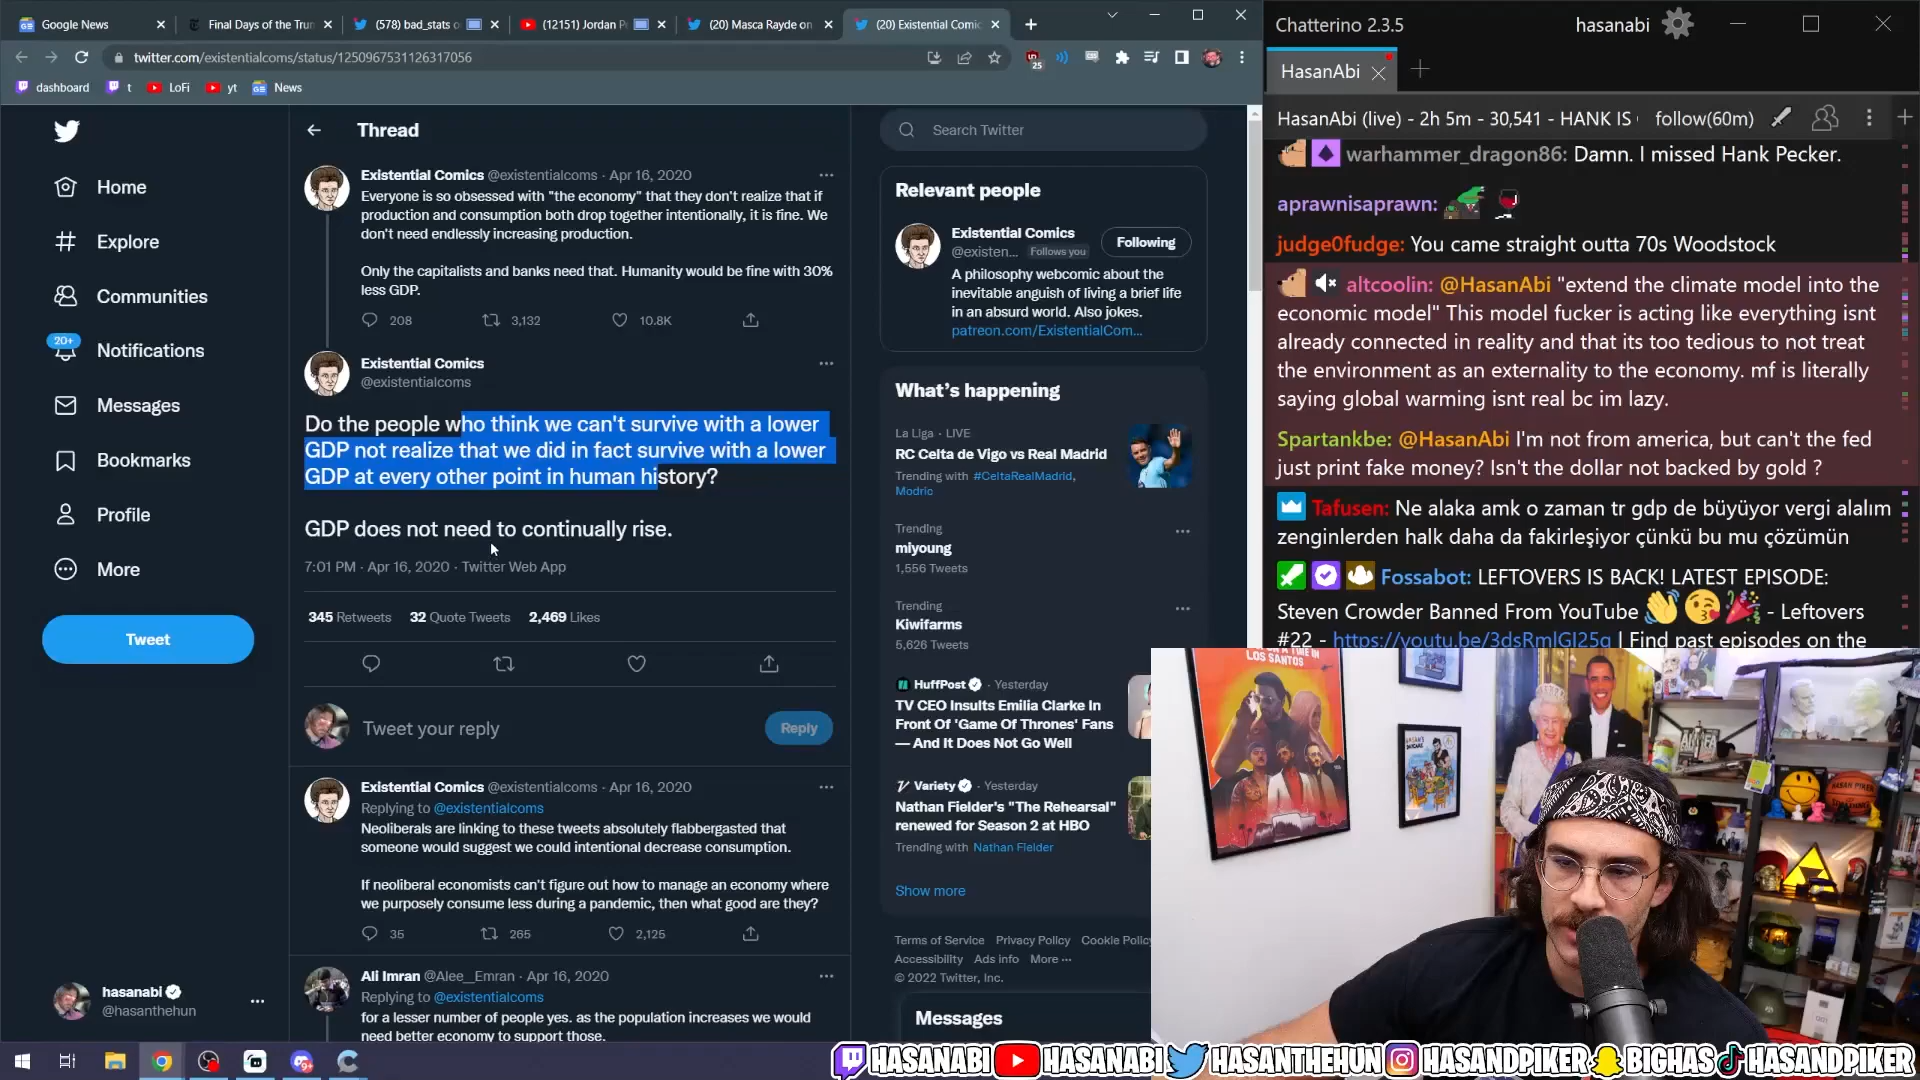 Google News
Final Days of the Trun
(578) bad_stats o
(12151) Jordan P
(20) Masca Rayde on
(20) Existential Comic
twitter.com/existentialcoms/status/1250967531126317056
25
dashboard
t
LoFi
yt
News
Home
Explore
Communities
20+
Notifications
Messages
Bookmarks
Profile
More
Tweet
hasanabi
@hasanthehun
Thread
Existential Comics @existentialcoms · Apr 16, 2020
Everyone is so obsessed with "the economy" that they don't realize that if
production and consumption both drop together intentionally, it is fine. We
don't need endlessly increasing production.
Only the capitalists and banks need that. Humanity would be fine with 30%
less GDP.
208
3,132
10.8K
Existential Comics
@existentialcoms
Do the people who think we can't survive with a lower
GDP not realize that we did in fact survive with a lower
GDP at every other point in human history?
GDP does not need to continually rise.
7:01 PM · Apr 16, 2020 · Twitter Web App
345 Retweets 32 Quote Tweets 2,469 Likes
Tweet your reply
Reply
Existential Comics @existentialcoms · Apr 16, 2020
Replying to @existentialcoms
Neoliberals are linking to these tweets absolutely flabbergasted that
someone would suggest we could intentional decrease consumption.
If neoliberal economists can't figure out how to manage an economy where
we purposely consume less during a pandemic, then what good are they?
35
265
2,125
Ali Imran @Alee__Emran · Apr 16, 2020
Replying to @existentialcoms
for a lesser number of people yes. as the population increases we would
need better economy to support those.
Search Twitter
Relevant people
Existential Comics
@existen... Follows you
Following
A philosophy webcomic about the
inevitable anguish of living a brief life
in an absurd world. Also jokes.
patreon.com/ExistentialCom...
What's happening
La Liga · LIVE
RC Celta de Vigo vs Real Madrid
Trending with #CeltaRealMadrid,
Modric
Trending
miyoung
1,556 Tweets
Trending
Kiwifarms
5,626 Tweets
HuffPost · Yesterday
TV CEO Insults Emilia Clarke In
Front Of 'Game Of Thrones' Fans
— And It Does Not Go Well
Variety · Yesterday
Nathan Fielder's "The Rehearsal"
renewed for Season 2 at HBO
Trending with Nathan Fielder
Show more
Terms of Service Privacy Policy Cookie Policy
Accessibility Ads info More ···
© 2022 Twitter, Inc.
Messages
Chatterino 2.3.5
hasanabi
HasanAbi
HasanAbi (live) - 2h 5m - 30,541 - HANK IS
follow(60m)
warhammer_dragon86: Damn. I missed Hank Pecker.
aprawnisaprawn:
judge0fudge: You came straight outta 70s Woodstock
altcoolin: @HasanAbi "extend the climate model into the
economic model" This model fucker is acting like everything isnt
already connected in reality and that its too tedious to not treat
the environment as an externality to the economy. mf is literally
saying global warming isnt real bc im lazy.
Spartankbe: @HasanAbi I'm not from america, but can't the fed
just print fake money? Isn't the dollar not backed by gold ?
Tafusen: Ne alaka amk o zaman tr gdp de büyüyor vergi alalım
zenginlerden halk daha da fakirleşiyor çünkü bu mu çözümün
Fossabot: LEFTOVERS IS BACK! LATEST EPISODE:
Steven Crowder Banned From YouTube - Leftovers
#22 - https://youtu.be/3dsRmlGI25g | Find past episodes on the
LOS SANTOS
HASAN PIKER
HASANABI HASANABI HASANTHEHUN HASANDPIKER BIGHAS HASANDPIKER